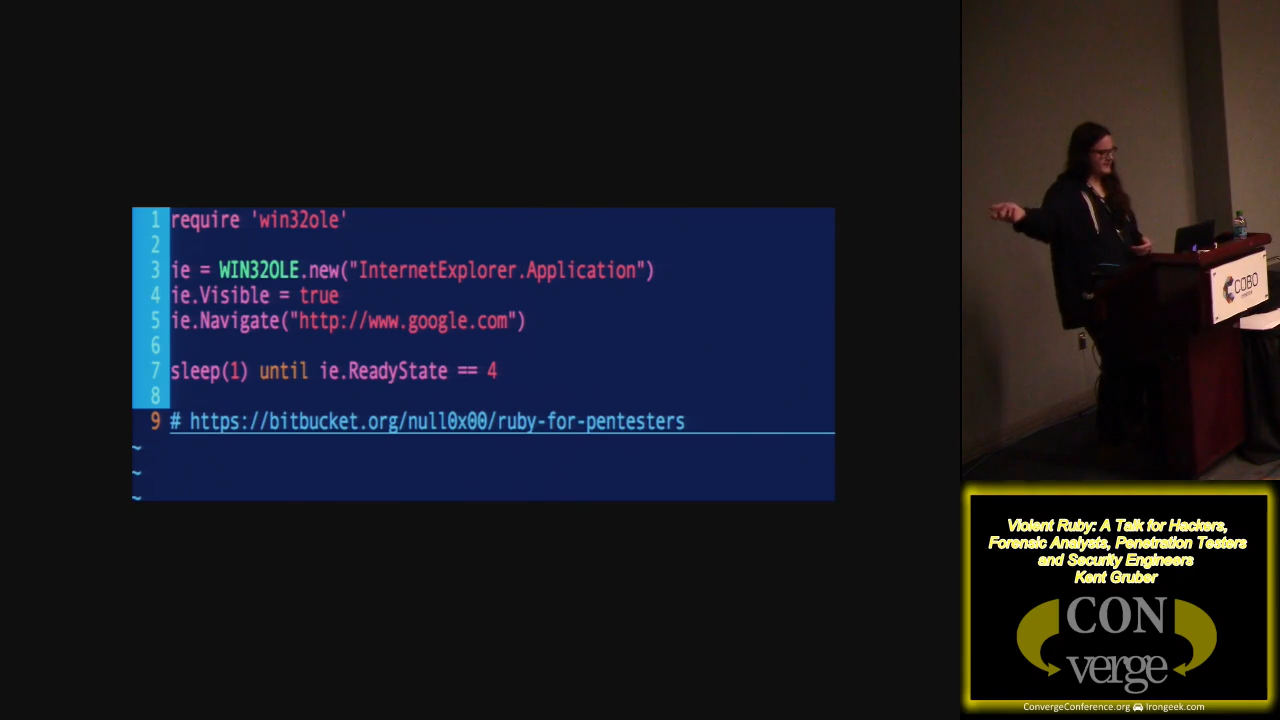 1 require 'win32ole'
2
3 ie = WIN32OLE.new("InternetExplorer.Application")
4 ie.Visible = true
5 ie.Navigate("http://www.google.com")
6
7 sleep(1) until ie.ReadyState == 4
8
9 # https://bitbucket.org/null0x00/ruby-for-pentesters
~
~
~
COBO
Violent Ruby: A Talk for Hackers,
Forensic Analysts, Penetration Testers
and Security Engineers
Kent Gruber
CON
verge
ConvergeConference.org Irongeek.com